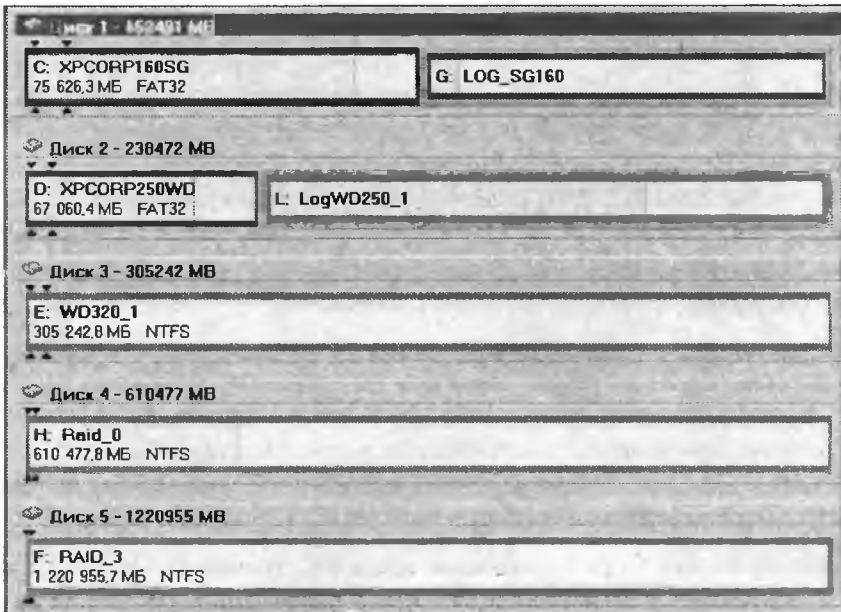 Диск 1 - 152491 МБ
C: XPCORP160SG
75 626,3 МБ FAT32
G: LOG_SG160
Диск 2 - 238472 MB
D: XPCORP250WD
67 060,4 МБ FAT32
L: LogWD250_1
Диск 3 - 305242 MB
E: WD320_1
305 242,8 МБ NTFS
Диск 4 - 610477 MB
H: Raid_0
610 477,8 МБ NTFS
Диск 5 - 1220955 MB
F: RAID_3
1 220 955,7 МБ NTFS